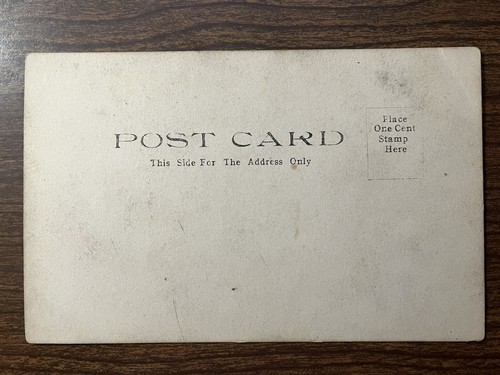 POST CARD
This Side For The Address Only
Place
One Cent
Stamp
Here